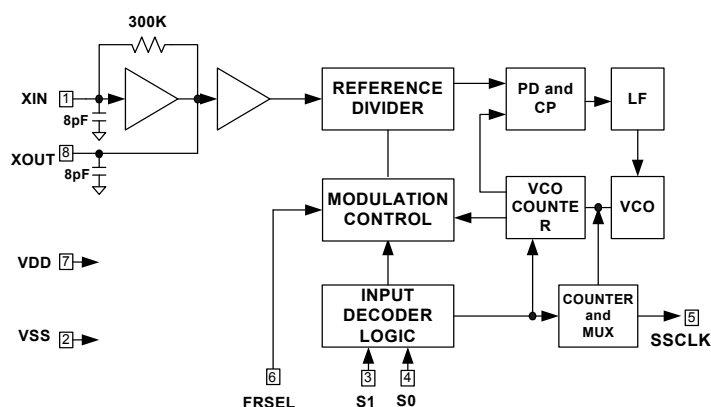 300K
XIN 1
8pF
XOUT 8
8pF
REFERENCE
DIVIDER
PD and
CP
LF
MODULATION
CONTROL
VCO
COUNTE
R
VCO
VDD 7
VSS 2
INPUT
DECODER
LOGIC
COUNTER
and
MUX
5
SSCLK
6
FRSEL
3
S1
4
S0